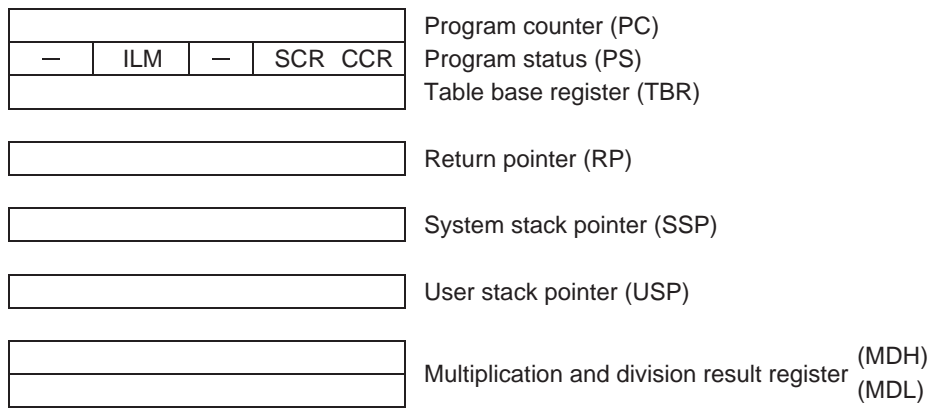 Program counter (PC)
— ILM — SCR CCR Program status (PS)
Table base register (TBR)
Return pointer (RP)
System stack pointer (SSP)
User stack pointer (USP)
Multiplication and division result register (MDH)
(MDL)